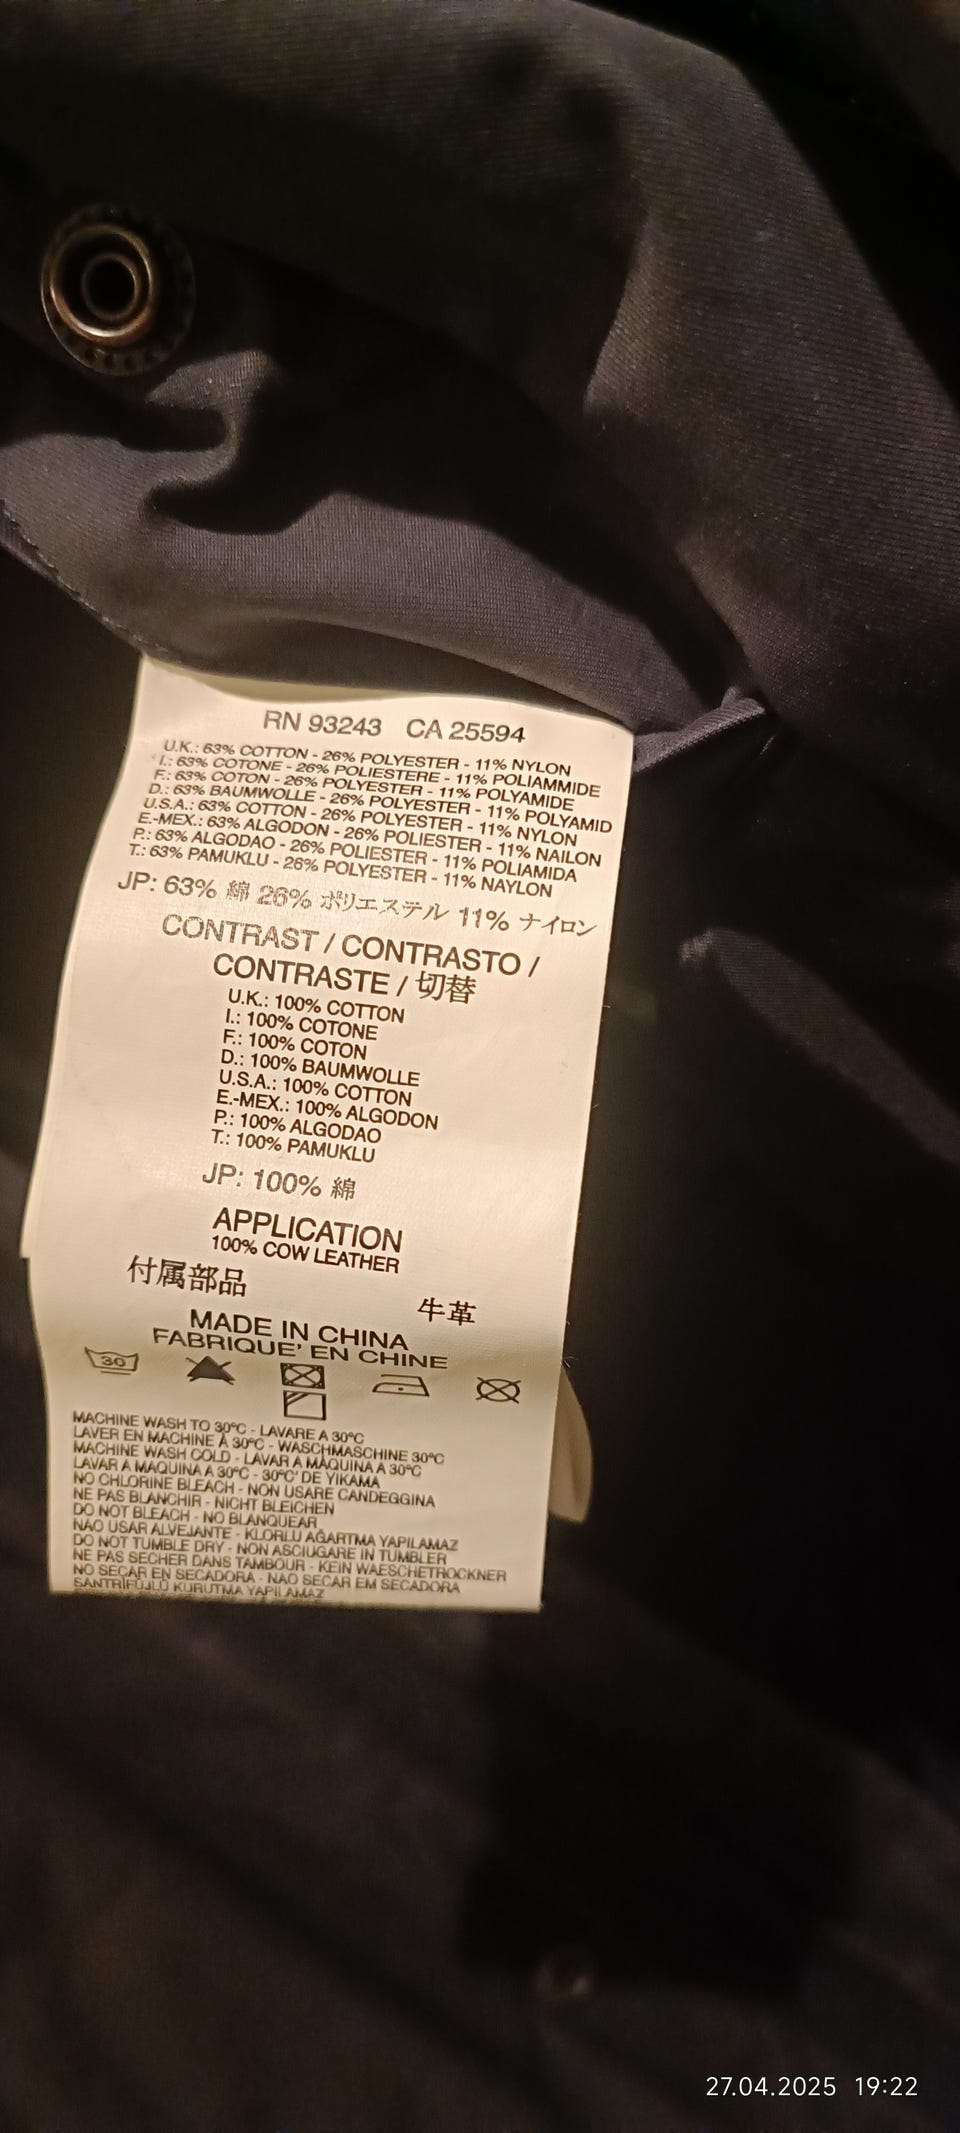 RN 93243 CA 25594
U.K.: 63% COTTON - 26% POLYESTER - 11% NYLON
I.: 63% COTONE - 26% POLIESTERE - 11% POLIAMMIDE
F.: 63% COTON - 26% POLYESTER - 11% POLYAMIDE
D.: 63% BAUMWOLLE - 26% POLYESTER - 11% POLYAMID
U.S.A.: 63% COTTON - 26% POLYESTER - 11% NYLON
E.-MEX.: 63% ALGODON - 26% POLIESTER - 11% NAILON
P.: 63% ALGODAO - 26% POLIESTER - 11% POLIAMIDA
T.: 63% PAMUKLU - 26% POLYESTER - 11% NAYLON
JP: 63% 綿 26% ポリエステル 11% ナイロン
CONTRAST / CONTRASTO /
CONTRASTE / 切替
U.K.: 100% COTTON
I.: 100% COTONE
F.: 100% COTON
D.: 100% BAUMWOLLE
U.S.A.: 100% COTTON
E.-MEX.: 100% ALGODON
P.: 100% ALGODAO
T.: 100% PAMUKLU
JP: 100% 綿
APPLICATION
100% COW LEATHER
付属部品
牛革
MADE IN CHINA
FABRIQUE' EN CHINE
30
MACHINE WASH TO 30°C - LAVARE A 30°C
LAVER EN MACHINE À 30°C - WASCHMASCHINE 30°C
MACHINE WASH COLD - LAVAR A MÀQUINA A 30°C
LAVAR A MAQUINA A 30°C - 30°C' DE YIKAMA
NO CHLORINE BLEACH - NON USARE CANDEGGINA
NE PAS BLANCHIR - NICHT BLEICHEN
DO NOT BLEACH - NO BLANQUEAR
NAO USAR ALVEJANTE - KLORLU AĞARTMA YAPILAMAZ
DO NOT TUMBLE DRY - NON ASCIUGARE IN TUMBLER
NE PAS SECHER DANS TAMBOUR - KEIN WAESCHETROCKNER
NO SECAR EN SECADORA - NAO SECAR EM SECADORA
SANTRİFÜJLÜ KURUTMA YAPILAMAZ
27.04.2025 19:22